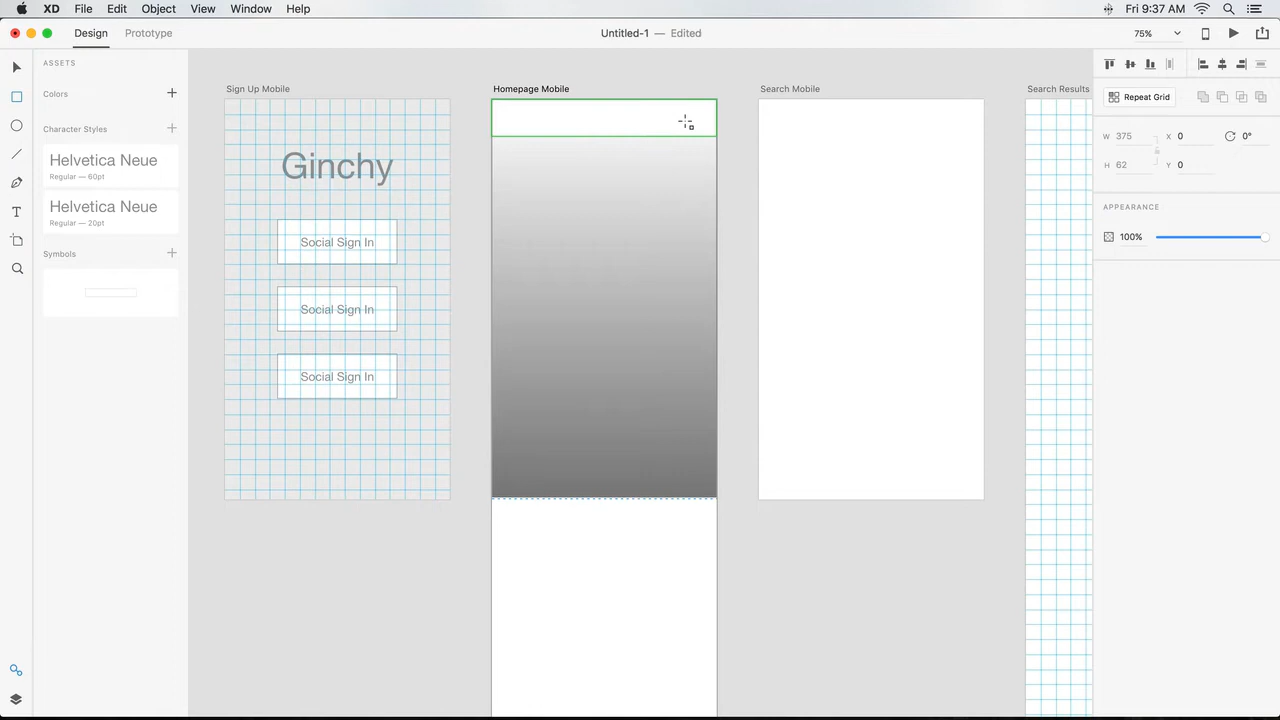 XD File Edit Object View Window Help Fri 9:37 AM
Design Prototype Untitled-1 — Edited 75%
ASSETS
Colors
Character Styles
Helvetica Neue
Regular — 60pt
Helvetica Neue
Regular — 20pt
Symbols
Sign Up Mobile
Ginchy
Social Sign In
Social Sign In
Social Sign In
Homepage Mobile
Search Mobile
Search Results
Repeat Grid
W 375 X 0 0°
H 62 Y 0
APPEARANCE
100%